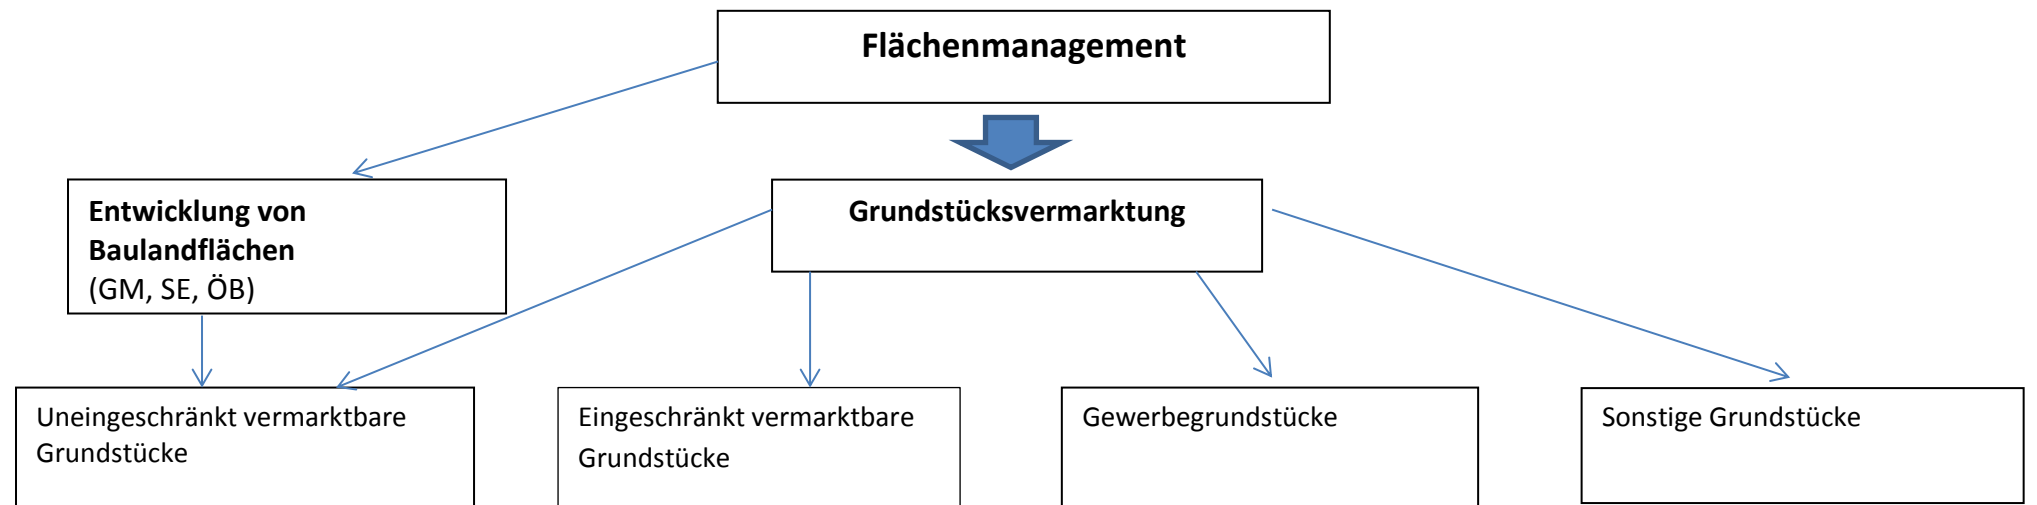 Flächenmanagement
Entwicklung von
Baulandflächen
(GM, SE, ÖB)
Grundstücksvermarktung
Uneingeschränkt vermarktbare
Grundstücke
Eingeschränkt vermarktbare
Grundstücke
Gewerbegrundstücke
Sonstige Grundstücke